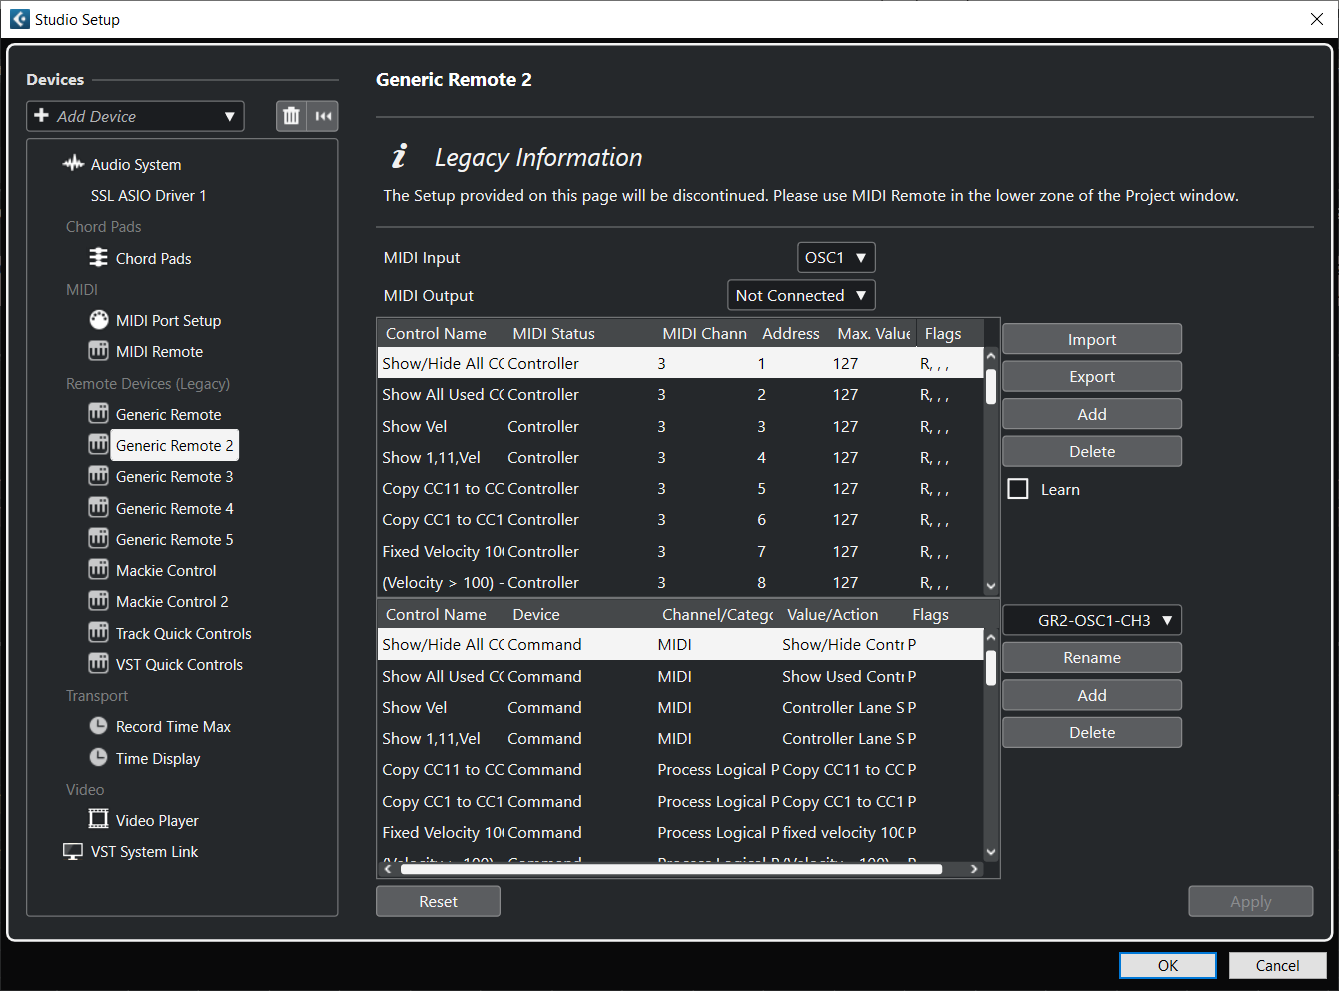 Studio Setup
Devices
Add Device
Audio System
SSL ASIO Driver 1
Chord Pads
Chord Pads
MIDI
MIDI Port Setup
MIDI Remote
Remote Devices (Legacy)
Generic Remote
Generic Remote 2
Generic Remote 3
Generic Remote 4
Generic Remote 5
Mackie Control
Mackie Control 2
Track Quick Controls
VST Quick Controls
Transport
Record Time Max
Time Display
Video
Video Player
VST System Link
Generic Remote 2
i Legacy Information
The Setup provided on this page will be discontinued. Please use MIDI Remote in the lower zone of the Project window.
MIDI Input OSC1
MIDI Output Not Connected
Control Name MIDI Status MIDI Chann Address Max. Value Flags
Show/Hide All CC Controller 3 1 127 R, , ,
Show All Used CC Controller 3 2 127 R, , ,
Show Vel Controller 3 3 127 R, , ,
Show 1,11,Vel Controller 3 4 127 R, , ,
Copy CC11 to CC Controller 3 5 127 R, , ,
Copy CC1 to CC1 Controller 3 6 127 R, , ,
Fixed Velocity 100 Controller 3 7 127 R, , ,
(Velocity > 100) - Controller 3 8 127 R, , ,
Import
Export
Add
Delete
Learn
Control Name Device Channel/Catego Value/Action Flags
Show/Hide All CC Command MIDI Show/Hide Contr P
Show All Used CC Command MIDI Show Used Contr P
Show Vel Command MIDI Controller Lane S P
Show 1,11,Vel Command MIDI Controller Lane S P
Copy CC11 to CC Command Process Logical P Copy CC11 to CC P
Copy CC1 to CC1 Command Process Logical P Copy CC1 to CC1 P
Fixed Velocity 100 Command Process Logical P fixed velocity 100 P
(Velocity > 100) Command Process Logical P
GR2-OSC1-CH3
Rename
Add
Delete
Reset
Apply
OK
Cancel